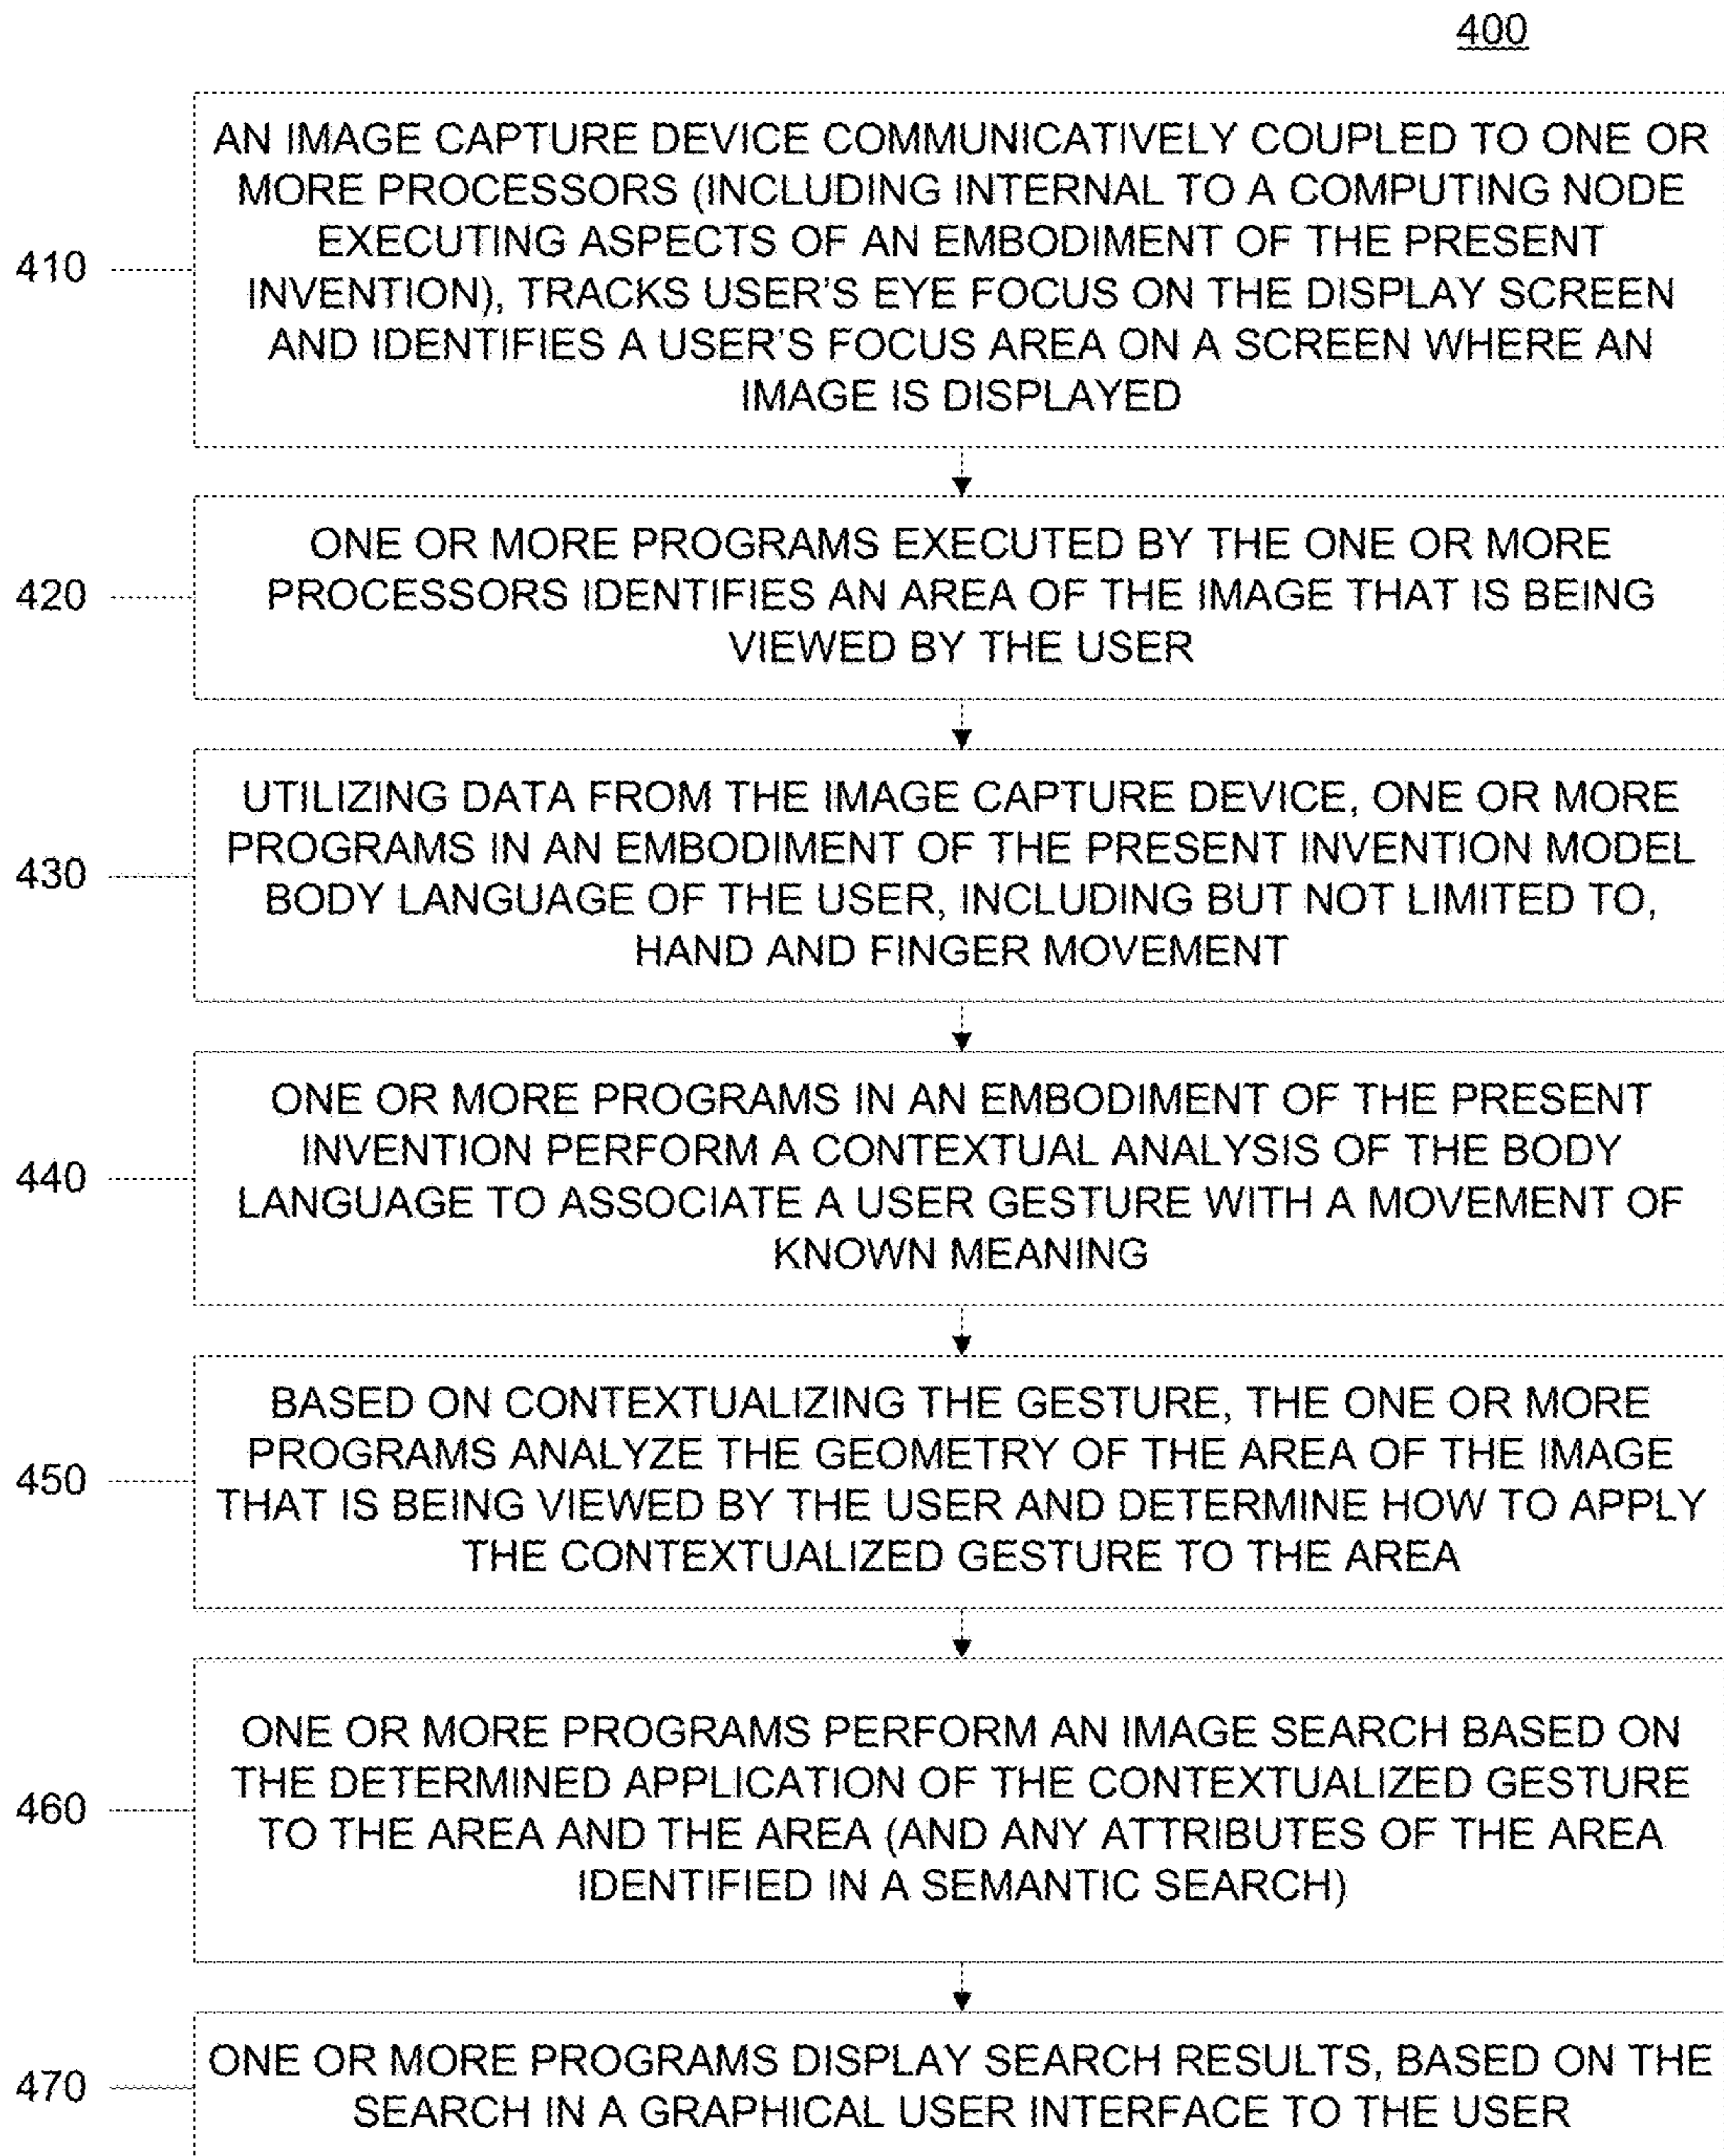 400
AN IMAGE CAPTURE DEVICE COMMUNICATIVELY COUPLED TO ONE OR
MORE PROCESSORS (INCLUDING INTERNAL TO A COMPUTING NODE
EXECUTING ASPECTS OF AN EMBODIMENT OF THE PRESENT
410
INVENTION), TRACKS USER'S EYE FOCUS ON THE DISPLAY SCREEN
AND IDENTIFIES A USER'S FOCUS AREA ON A SCREEN WHERE AN
IMAGE IS DISPLAYED
ONE OR MORE PROGRAMS EXECUTED BY THE ONE OR MORE
420
PROCESSORS IDENTIFIES AN AREA OF THE IMAGE THAT IS BEING
VIEWED BY THE USER
UTILIZING DATA FROM THE IMAGE CAPTURE DEVICE, ONE OR MORE
PROGRAMS IN AN EMBODIMENT OF THE PRESENT INVENTION MODEL
430
BODY LANGUAGE OF THE USER, INCLUDING BUT NOT LIMITED TO,
HAND AND FINGER MOVEMENT
ONE OR MORE PROGRAMS IN AN EMBODIMENT OF THE PRESENT
INVENTION PERFORM A CONTEXTUAL ANALYSIS OF THE BODY
440
LANGUAGE TO ASSOCIATE A USER GESTURE WITH A MOVEMENT OF
KNOWN MEANING
BASED ON CONTEXTUALIZING THE GESTURE, THE ONE OR MORE
PROGRAMS ANALYZE THE GEOMETRY OF THE AREA OF THE IMAGE
450
THAT IS BEING VIEWED BY THE USER AND DETERMINE HOW TO APPLY
THE CONTEXTUALIZED GESTURE TO THE AREA
ONE OR MORE PROGRAMS PERFORM AN IMAGE SEARCH BASED ON
THE DETERMINED APPLICATION OF THE CONTEXTUALIZED GESTURE
460
TO THE AREA AND THE AREA (AND ANY ATTRIBUTES OF THE AREA
IDENTIFIED IN A SEMANTIC SEARCH)
ONE OR MORE PROGRAMS DISPLAY SEARCH RESULTS, BASED ON THE
470
SEARCH IN A GRAPHICAL USER INTERFACE TO THE USER